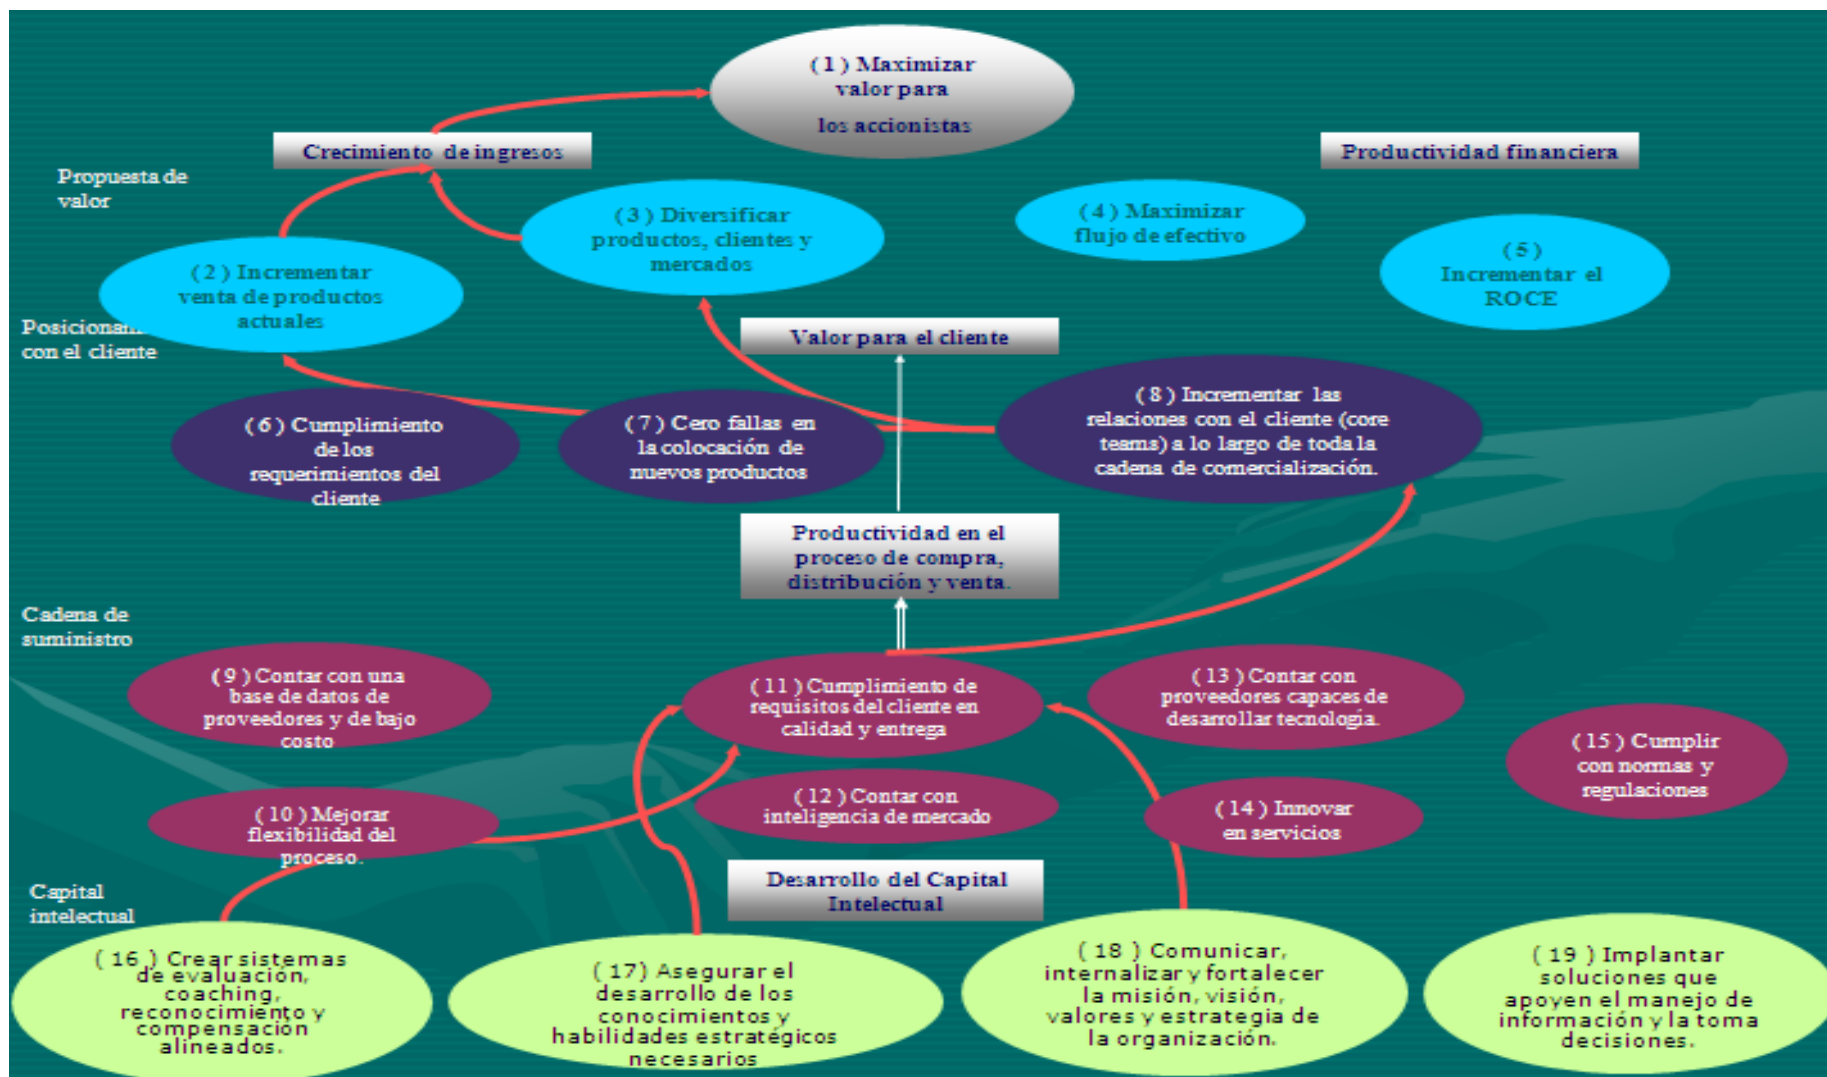 ( 1 ) Maximizar
valor para
los accionistas
Crecimiento de ingresos
Productividad financiera
Propuesta de
valor
( 3 ) Diversificar
productos, clientes y
mercados
( 4 ) Maximizar
flujo de efectivo
( 5 )
Incrementar el
ROCE
( 2 ) Incrementar
venta de productos
actuales
Posicionam
con el cliente
Valor para el cliente
( 6 ) Cumplimiento
de los
requerimientos del
cliente
( 7 ) Cero fallas en
la colocación de
nuevos productos
( 8 ) Incrementar las
relaciones con el cliente (core
teams) a lo largo de toda la
cadena de comercialización.
Productividad en el
proceso de compra,
distribución y venta.
Cadena de
suministro
( 9 ) Contar con una
base de datos de
proveedores y de bajo
costo
( 11 ) Cumplimiento de
requisitos del cliente en
calidad y entrega
( 13 ) Contar con
proveedores capaces de
desarrollar tecnología.
( 15 ) Cumplir
con normas y
regulaciones
( 10 ) Mejorar
flexibilidad del
proceso.
( 12 ) Contar con
inteligencia de mercado
( 14 ) Innovar
en servicios
Capital
intelectual
Desarrollo del Capital
Intelectual
( 16 ) Crear sistemas
de evaluación,
coaching,
reconocimiento y
compensación
alineados.
( 17) Asegurar el
desarrollo de los
conocimientos y
habilidades estratégicos
necesarios
( 18 ) Comunicar,
internalizar y fortalecer
la misión, visión,
valores y estrategia de
la organización.
( 19 ) Implantar
soluciones que
apoyen el manejo de
información y la toma
decisiones.